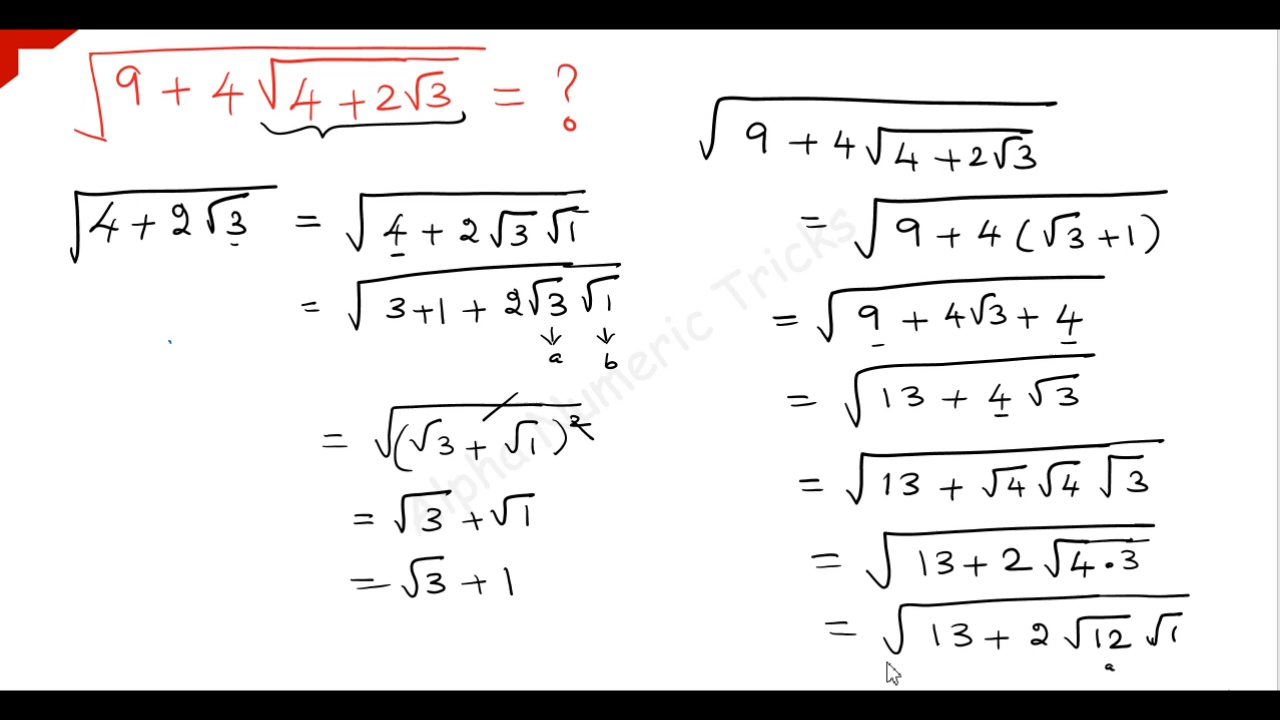 √(9 + 4√(4 + 2√3)) = ?
√(4 + 2√3) = √(4 + 2√3 √1)
= √(3+1 + 2√3 √1)
↓ ↓
a b
= √((√3 + √1)²)
= √3 + √1
= √3 + 1
√(9 + 4√(4 + 2√3))
= √(9 + 4(√3 + 1))
= √(9 + 4√3 + 4)
= √(13 + 4√3)
= √(13 + √4 √4 √3)
= √(13 + 2√(4·3))
= √(13 + 2√12 √1)
a
AlphaNumeric Tricks